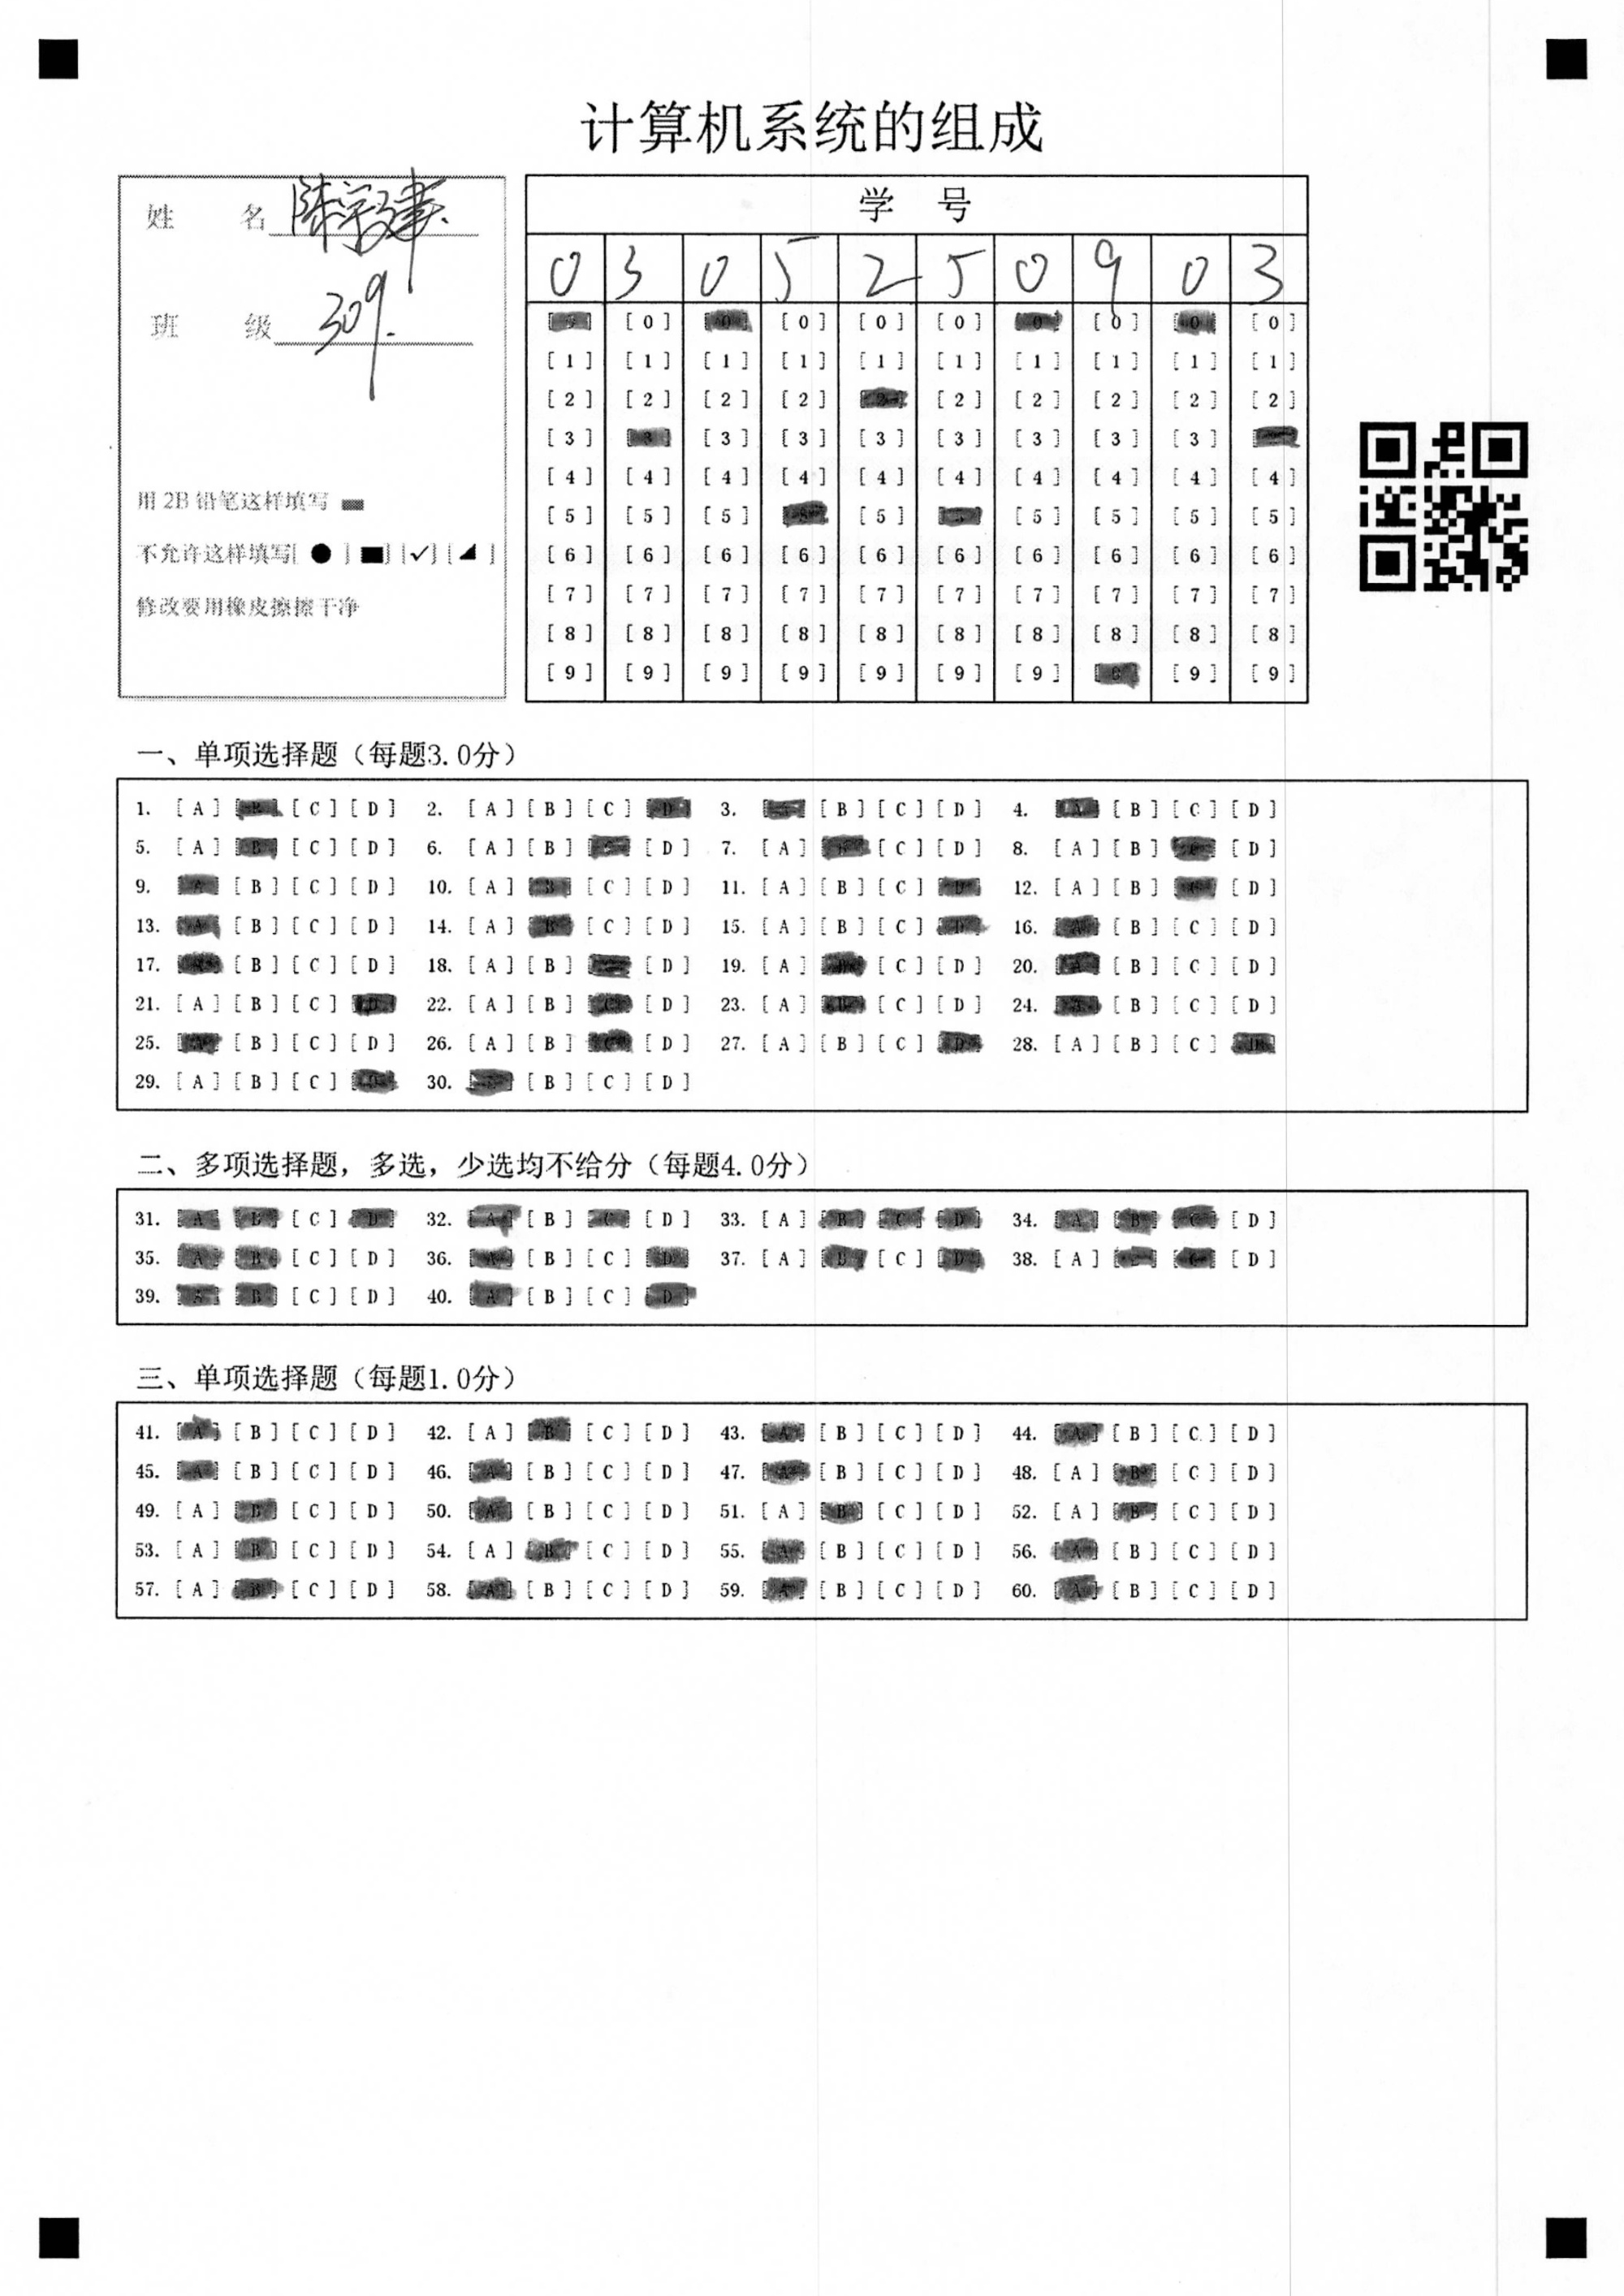 计算机系统的组成
姓 名 陈宇建
班 级 309.
用 2B 铅笔这样填写
不允许这样填写[ ● ] [■] [✓] [◢ ]
修改要用橡皮擦擦干净
学 号
0 3 0 5 2 5 0 9 0 3
[0] [0] [0] [0] [0] [0] [0] [0]
[1] [1] [1] [1] [1] [1] [1] [1] [1] [1]
[2] [2] [2] [2] [2] [2] [2] [2] [2] [2]
[3] [3] [3] [3] [3] [3] [3] [3] [3]
[4] [4] [4] [4] [4] [4] [4] [4] [4] [4]
[5] [5] [5] [5] [5] [5] [5] [5]
[6] [6] [6] [6] [6] [6] [6] [6] [6] [6]
[7] [7] [7] [7] [7] [7] [7] [7] [7] [7]
[8] [8] [8] [8] [8] [8] [8] [8] [8] [8]
[9] [9] [9] [9] [9] [9] [9] [9] [9]
一、单项选择题（每题3.0分）
1. [A] [B] [C] [D] 2. [A] [B] [C] [D] 3. [B] [C] [D] 4. [A] [B] [C] [D]
5. [A] [B] [C] [D] 6. [A] [B] [C] [D] 7. [A] [B] [C] [D] 8. [A] [B] [C] [D]
9. [A] [B] [C] [D] 10. [A] [B] [C] [D] 11. [A] [B] [C] [D] 12. [A] [B] [C] [D]
13. [A] [B] [C] [D] 14. [A] [B] [C] [D] 15. [A] [B] [C] [D] 16. [A] [B] [C] [D]
17. [A] [B] [C] [D] 18. [A] [B] [D] 19. [A] [B] [C] [D] 20. [A] [B] [C] [D]
21. [A] [B] [C] [D] 22. [A] [B] [C] [D] 23. [A] [B] [C] [D] 24. [A] [B] [C] [D]
25. [A] [B] [C] [D] 26. [A] [B] [C] [D] 27. [A] [B] [C] [D] 28. [A] [B] [C] [D]
29. [A] [B] [C] [D] 30. [B] [C] [D]
二、多项选择题，多选，少选均不给分（每题4.0分）
31. [A] [B] [C] [D] 32. [A] [B] [C] [D] 33. [A] [B] [C] [D] 34. [A] [B] [C] [D]
35. [A] [B] [C] [D] 36. [A] [B] [C] [D] 37. [A] [B] [C] [D] 38. [A] [C] [D]
39. [A] [B] [C] [D] 40. [A] [B] [C] [D]
三、单项选择题（每题1.0分）
41. [A] [B] [C] [D] 42. [A] [B] [C] [D] 43. [A] [B] [C] [D] 44. [A] [B] [C] [D]
45. [A] [B] [C] [D] 46. [A] [B] [C] [D] 47. [A] [B] [C] [D] 48. [A] [B] [C] [D]
49. [A] [B] [C] [D] 50. [A] [B] [C] [D] 51. [A] [B] [C] [D] 52. [A] [B] [C] [D]
53. [A] [B] [C] [D] 54. [A] [B] [C] [D] 55. [A] [B] [C] [D] 56. [A] [B] [C] [D]
57. [A] [B] [C] [D] 58. [A] [B] [C] [D] 59. [A] [B] [C] [D] 60. [A] [B] [C] [D]